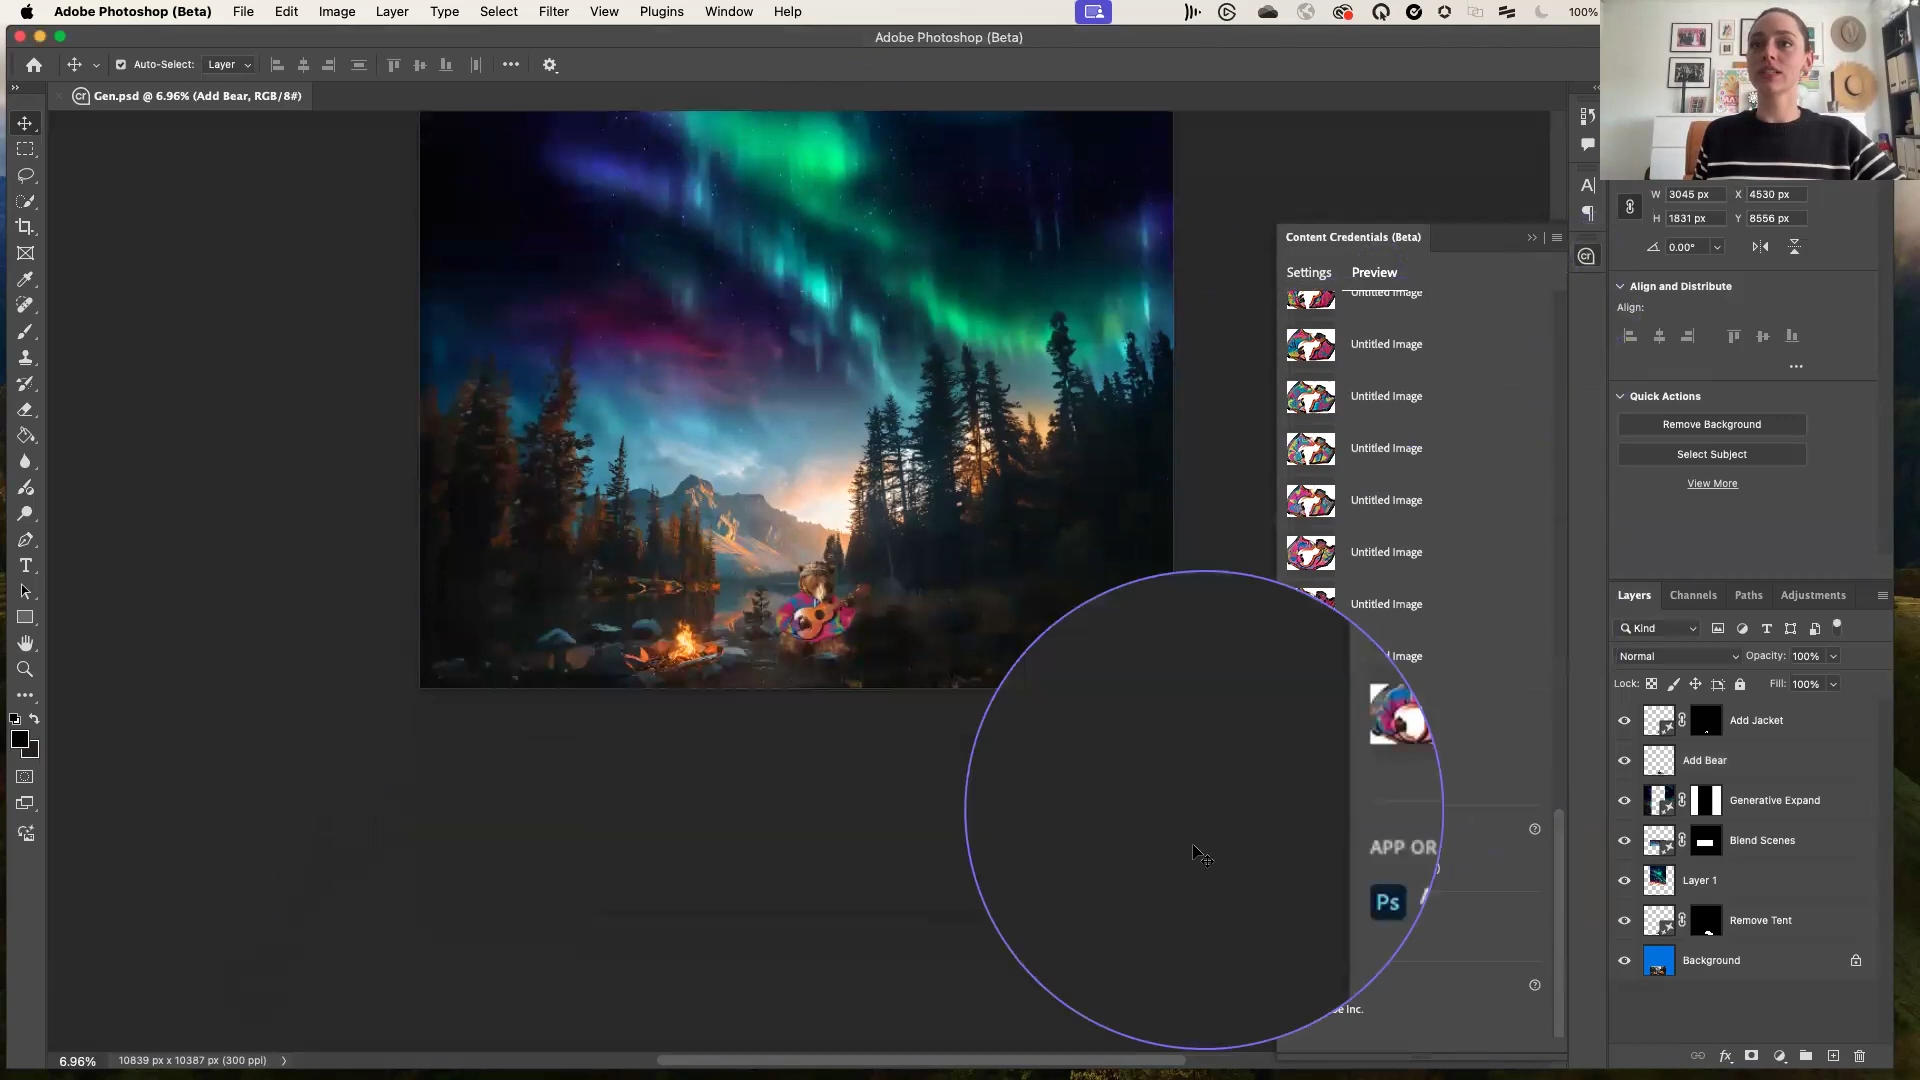 Adobe Photoshop (Beta) File Edit Image Layer Type Select Filter View Plugins Window Help 100%
Adobe Photoshop (Beta)
Auto-Select: Layer
Gen.psd @ 6.96% (Add Bear, RGB/8#)
W 3045 px X 4530 px
H 1831 px Y 8556 px
0.00°
Align and Distribute
Align:
Quick Actions
Remove Background
Select Subject
View More
Content Credentials (Beta)
Settings Preview
Untitled Image
Untitled Image
Untitled Image
Untitled Image
Untitled Image
Untitled Image
Untitled Image
Image
APP OR
Ps
Inc.
Layers Channels Paths Adjustments
Kind
Normal Opacity: 100%
Lock: Fill: 100%
Add Jacket
Add Bear
Generative Expand
Blend Scenes
Layer 1
Remove Tent
Background
6.96% 10839 px x 10387 px (300 ppi)